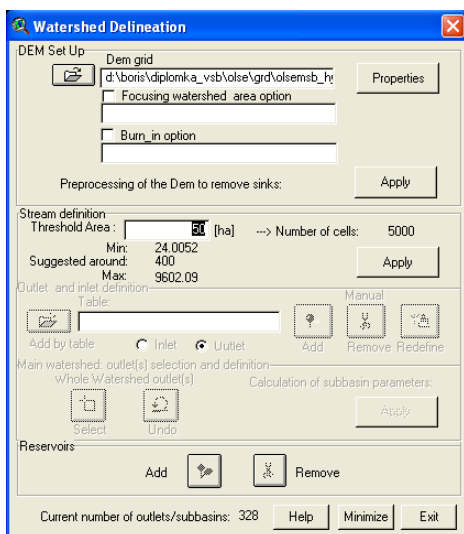 Watershed Delineation
DEM Set Up
Dem grid
d:\boris\diplomka_vsb\olse\grd\olsemsb_hy
Properties
Focusing watershed area option
Burn_in option
Preprocessing of the Dem to remove sinks:
Apply
Stream definition
Threshold Area : 50 [ha] ---> Number of cells: 5000
Min: 24.0052
Suggested around: 400
Apply
Max: 9602.09
Outlet and inlet definition
Manual
Table:
Add by table
Inlet
Outlet
Add
Remove
Redefine
Main watershed: outlet(s) selection and definition
Whole Watershed outlet(s)
Calculation of subbasin parameters:
Apply
Select
Undo
Reservoirs
Add
Remove
Current number of outlets/subbasins: 328
Help
Minimize
Exit